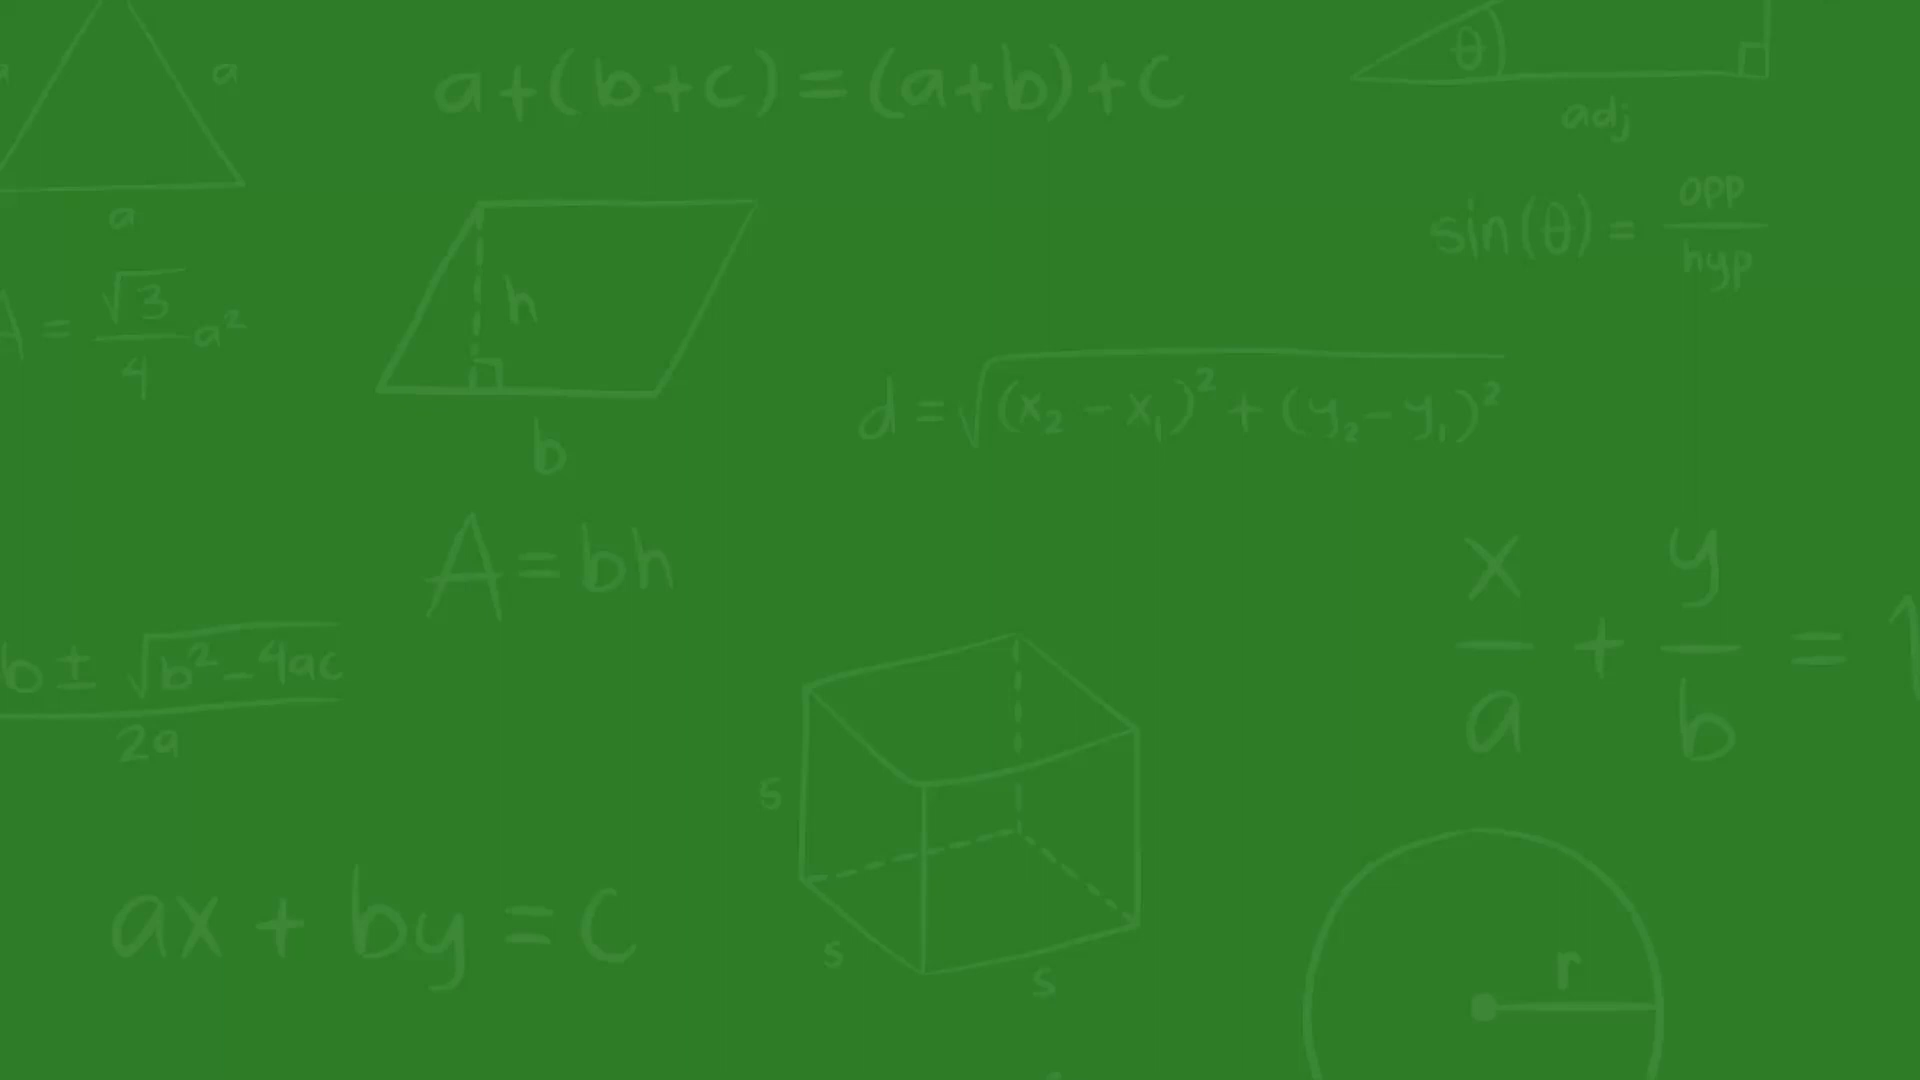 a
a
a
A = √3/4 a²
a+(b+c)=(a+b)+c
h
b
A=bh
θ
adj
sin(θ) = opp/hyp
d=√(x₂-x₁)²+(y₂-y₁)²
x/a + y/b = 1
b±√b²-4ac
2a
s
s
s
ax + by = c
r